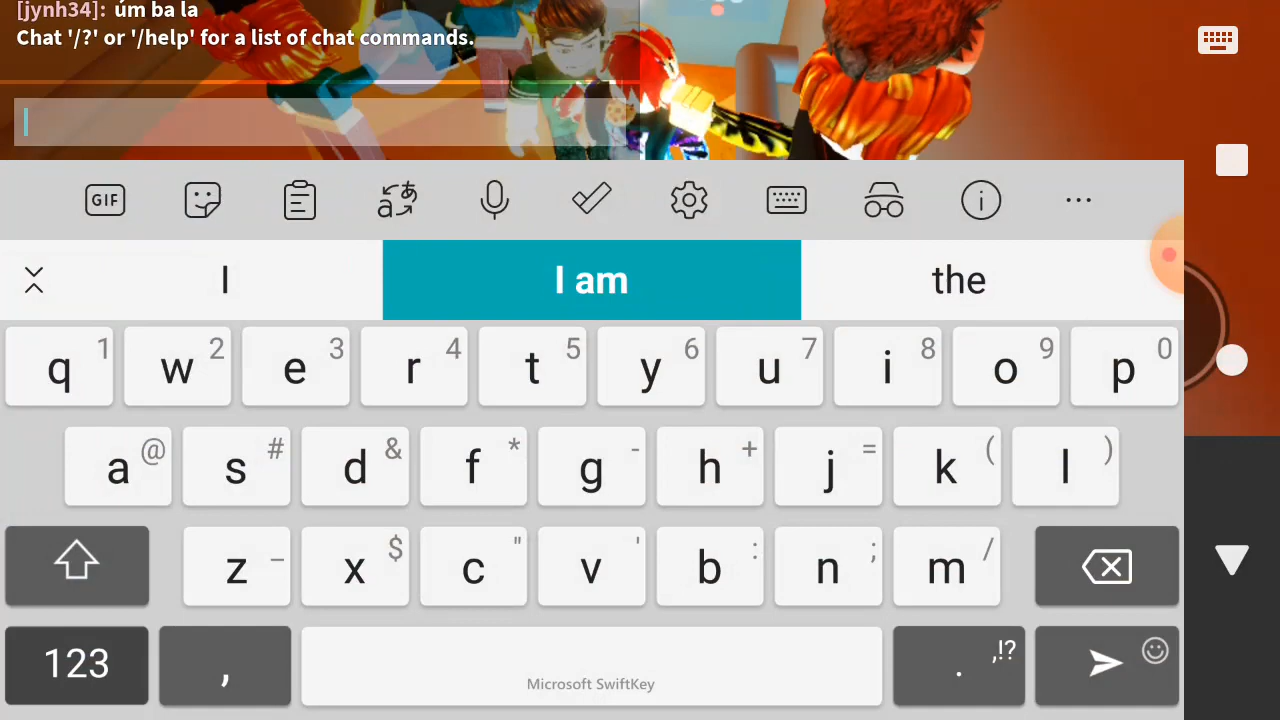 [jynh34]: úm ba la
Chat '/?' or '/help' for a list of chat commands.
GIF
a あ
I I am the
q 1 w 2 e 3 r 4 t 5 y 6 u 7 i 8 o 9 p 0
a @ s # d & f * g - h + j = k ( l )
z _ x $ c " v ' b : n ; m /
123 , Microsoft SwiftKey . ,!?